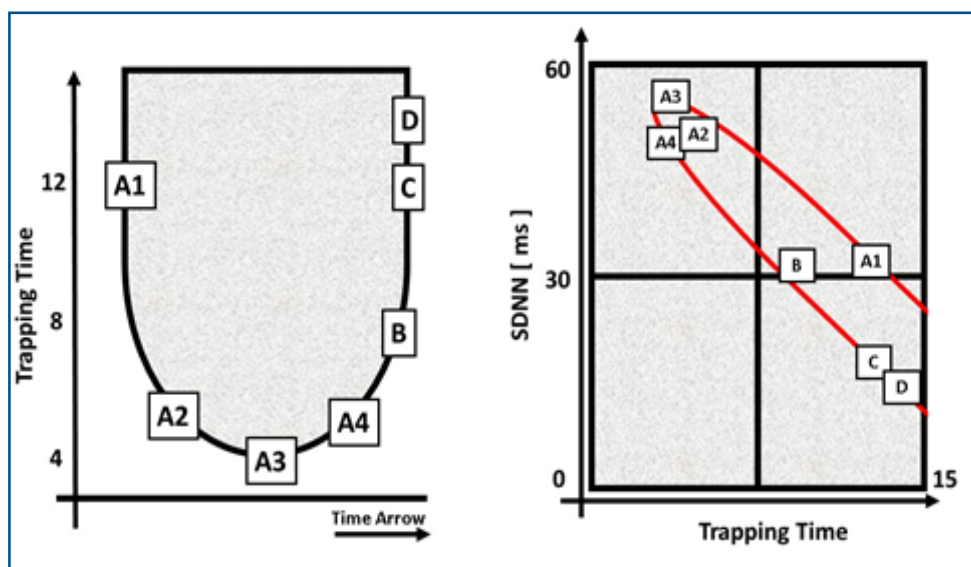 Trapping Time
12
8
4
A1
A2
A3
A4
B
C
D
Time Arrow
SDNN [ ms ]
60
30
0
A3
A4
A2
B
A1
C
D
15
Trapping Time